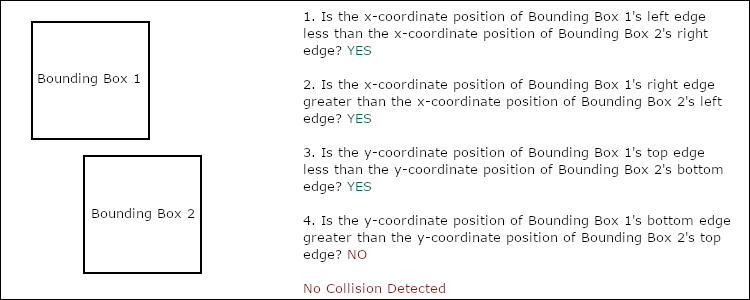 Bounding Box 1
Bounding Box 2
1. Is the x-coordinate position of Bounding Box 1's left edge
less than the x-coordinate position of Bounding Box 2's right
edge? YES
2. Is the x-coordinate position of Bounding Box 1's right edge
greater than the x-coordinate position of Bounding Box 2's left
edge? YES
3. Is the y-coordinate position of Bounding Box 1's top edge
less than the y-coordinate position of Bounding Box 2's bottom
edge? YES
4. Is the y-coordinate position of Bounding Box 1's bottom edge
greater than the y-coordinate position of Bounding Box 2's top
edge? NO
No Collision Detected